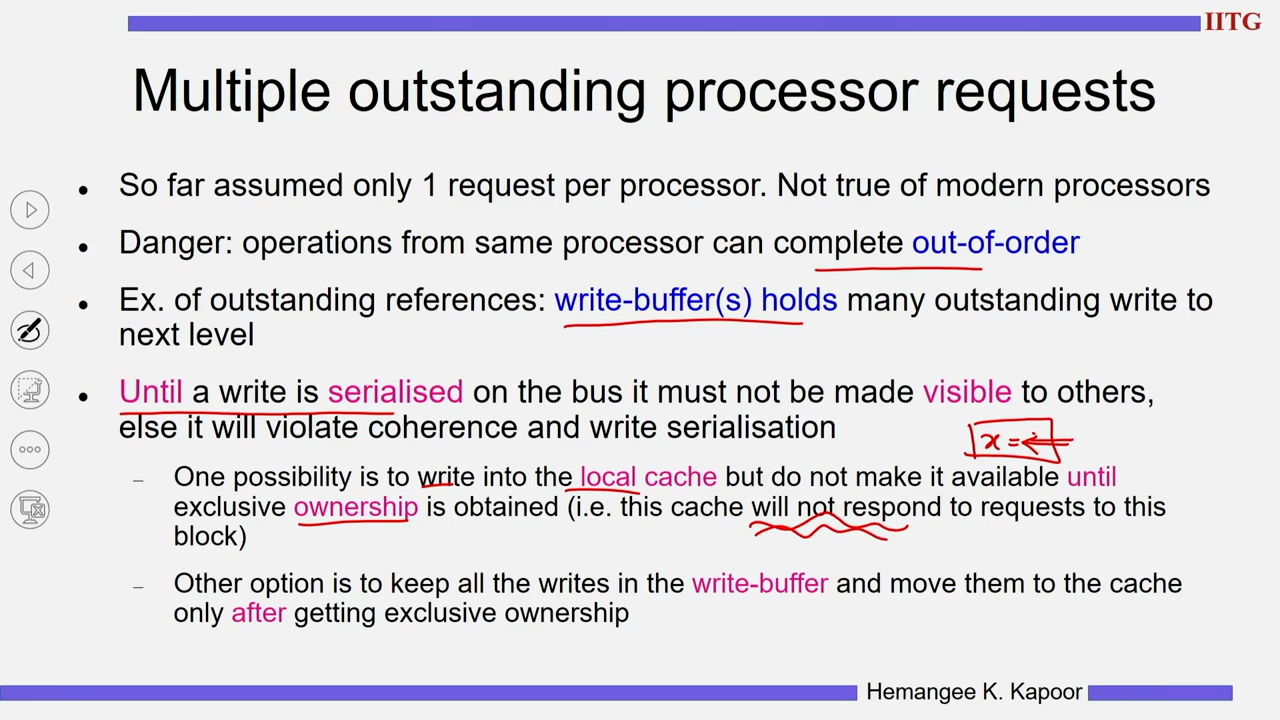 IITG
Multiple outstanding processor requests
So far assumed only 1 request per processor. Not true of modern processors
Danger: operations from same processor can complete out-of-order
Ex. of outstanding references: write-buffer(s) holds many outstanding write to
next level
Until a write is serialised on the bus it must not be made visible to others,
else it will violate coherence and write serialisation
x =
One possibility is to write into the local cache but do not make it available until
exclusive ownership is obtained (i.e. this cache will not respond to requests to this
block)
Other option is to keep all the writes in the write-buffer and move them to the cache
only after getting exclusive ownership
Hemangee K. Kapoor